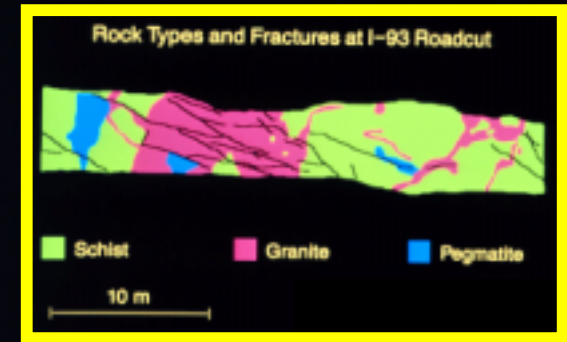 Rock Types and Fractures at I-93 Roadcut
Schist Granite Pegmatite
10 m